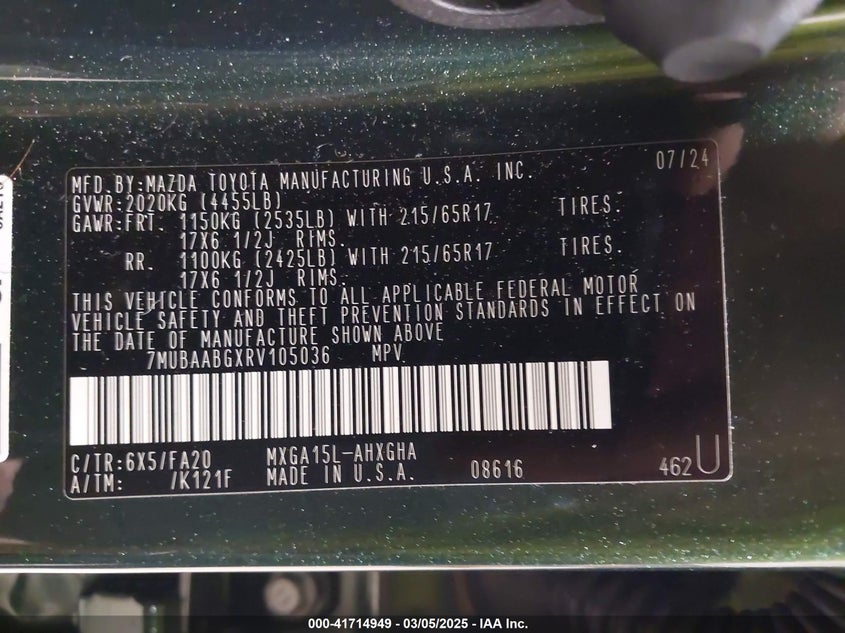 MFD.BY:MAZDA TOYOTA MANUFACTURING U.S.A. INC. 07/24
GVWR:2020KG (4455LB)
GAWR:FRT. 1150KG (2535LB) WITH 215/65R17 TIRES.
17X6 1/2J RIMS.
RR. 1100KG (2425LB) WITH 215/65R17 TIRES.
17X6 1/2J RIMS.
THIS VEHICLE CONFORMS TO ALL APPLICABLE FEDERAL MOTOR
VEHICLE SAFETY AND THEFT PREVENTION STANDARDS IN EFFECT ON
THE DATE OF MANUFACTURE SHOWN ABOVE
7MUBAABGXRV105036 MPV.
C/TR:6X5/FA20 MXGA15L-AHXGHA
A/TM: /K121F MADE IN U.S.A. 08616 462U
000-41714949 - 03/05/2025 - IAA Inc.